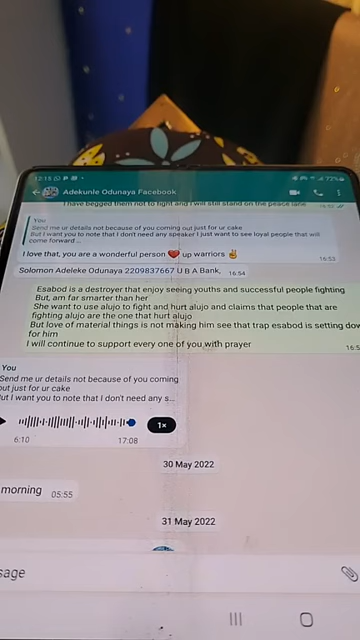 12:15
72%
Adekunle Odunaya Facebook
I have begged them not to fight and I will still stand on the peace lane
16:52
You
Send me ur details not because of you coming out just for ur cake
But I want you to note that I don't need any speaker I just want to see loyal people that will
come forward ...
I love that, you are a wonderful person ❤️ up warriors ✌️
16:53
Solomon Adeleke Odunaya 2209837667 U B A Bank,
16:54
Esabod is a destroyer that enjoy seeing youths and successful people fighting
But, am far smarter than her
She want to use alujo to fight and hurt alujo and claims that people that are
fighting alujo are the one that hurt alujo
But love of material things is not making him see that trap esabod is setting
for him
I will continue to support every one of you with prayer
You
Send me ur details not because of you coming
out just for ur cake
But I want you to note that I don't need any s...
1×
6:10
17:08
30 May 2022
morning
05:55
31 May 2022